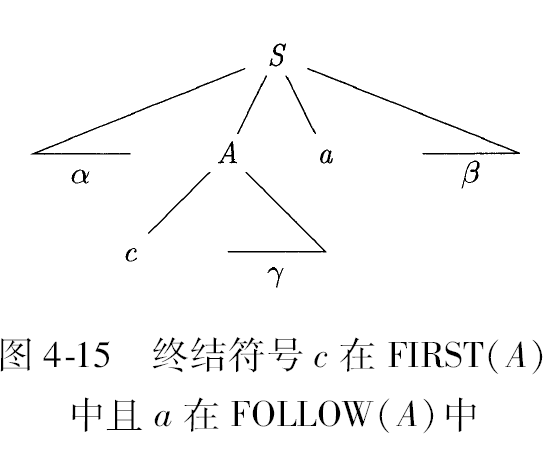 S
α A a β
c γ
图 4-15 终结符号 c 在 FIRST(A)
中且 a 在 FOLLOW(A)中